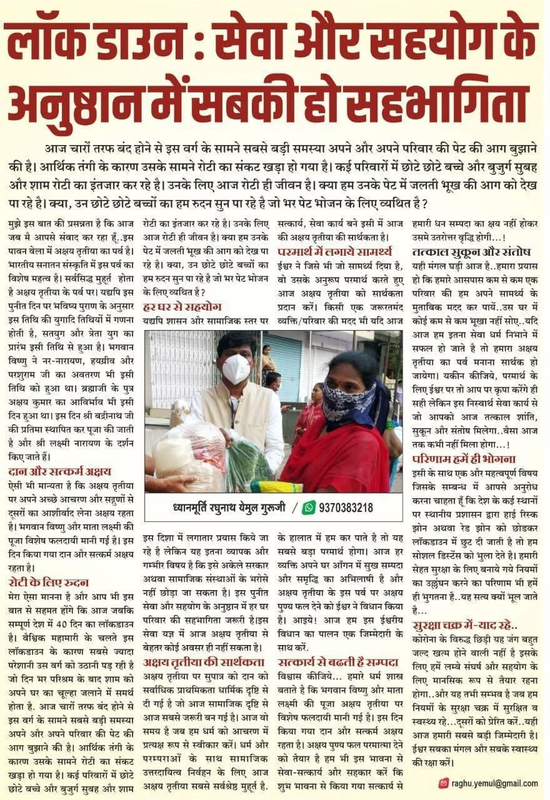 लॉक डाउन : सेवा और सहयोग के
अनुष्ठान में सबकी हो सहभागिता
आज चारों तरफ बंद होने से इस वर्ग के सामने सबसे बड़ी समस्या अपने और अपने परिवार की पेट की आग बुझाने
की है। आर्थिक तंगी के कारण उसके सामने रोटी का संकट खड़ा हो गया है। कई परिवारों में छोटे छोटे बच्चे और बुजुर्ग सुबह
और शाम रोटी का इंतजार कर रहे है। उनके लिए आज रोटी ही जीवन है। क्या हम उनके पेट में जलती भूख की आग को देख
पा रहे है। क्या, उन छोटे छोटे बच्चों का हम रुदन सुन पा रहे है जो भर पेट भोजन के लिए व्यथित है?
मुझे इस बात की प्रसन्नता है कि आज
जब मै आपसे संवाद कर रहा हूँ..इस
पावन वेला में अक्षय तृतीया का पर्व है।
भारतीय सनातन संस्कृति में इस पर्व का
विशेष महत्व है। सर्वसिद्ध मुहूर्त होता
है अक्षय तृतीया के पर्व पर। यद्यपि इस
पुनीत दिन पर भविष्य पुराण के अनुसार
इस तिथि की युगादि तिथियों में गणना
होती है, सतयुग और त्रेता युग का
प्रारंभ इसी तिथि से हुआ है। भगवान
विष्णु ने नर-नारायण, हयग्रीव और
परशुराम जी का अवतरण भी इसी
तिथि को हुआ था। ब्रह्माजी के पुत्र
अक्षय कुमार का आविर्भाव भी इसी
दिन हुआ था। इस दिन श्री बद्रीनाथ जी
की प्रतिमा स्थापित कर पूजा की जाती
है और श्री लक्ष्मी नारायण के दर्शन
किए जाते हैं।
दान और सत्कर्म अक्षय
ऐसी भी मान्यता है कि अक्षय तृतीया
पर अपने अच्छे आचरण और सद्गुणों से
दूसरों का आशीर्वाद लेना अक्षय रहता
है। भगवान विष्णु और माता लक्ष्मी की
पूजा विशेष फलदायी मानी गई है। इस
दिन किया गया दान और सत्कर्म अक्षय
रहता है।
रोटी के लिए रुदन
मेरा ऐसा मानना है और आप भी इस
बात से सहमत होंगे कि आज जबकि
सम्पूर्ण देश में 40 दिन का लॉकडाउन
है। वैश्विक महामारी के चलते इस
लॉकडाउन के कारण सबसे ज्यादा
परेशानी उस वर्ग को उठानी पड़ रही है
जो दिन भर परिश्रम के बाद शाम को
अपने घर का चूल्हा जलाने में समर्थ
होता है. आज चारों तरफ बंद होने से
इस वर्ग के सामने सबसे बड़ी समस्या
अपने और अपने परिवार की पेट की
आग बुझाने की है। आर्थिक तंगी के
कारण उसके सामने रोटी का संकट
खड़ा हो गया है। कई परिवारों में छोटे
छोटे बच्चे और बुजुर्ग सुबह और शाम
रोटी का इंतजार कर रहे है। उनके लिए
आज रोटी ही जीवन है। क्या हम उनके
पेट में जलती भूख की आग को देख पा
रहे है। क्या, उन छोटे छोटे बच्चों का
हम रुदन सुन पा रहे है जो भर पेट भोजन
के लिए व्यथित है?
हर घर से सहयोग
यद्यपि शासन और सामाजिक स्तर पर
इस दिशा में लगातार प्रयास किये जा
रहे है लेकिन यह इतना व्यापक और
गम्भीर विषय है कि इसे अकेले सरकार
अथवा सामाजिक संस्थाओं के भरोसे
नहीं छोड़ा जा सकता है। इस पुनीत
सेवा और सहयोग के अनुष्ठान में हर घर
परिवार की सहभागिता जरूरी है।इस
सेवा यज्ञ में आज अक्षय तृतीया से
बेहतर कोई अवसर ही नहीं सकता है।
अक्षय तृतीया की सार्थकता
अक्षय तृतीया पर सुपात्र को दान को
सर्वाधिक प्राथमिकता धार्मिक दृष्टि से
दी गई है जो आज सामाजिक दृष्टि से
आज सबसे जरूरी बन गई है। आज वो
समय है जब हम धर्म को आचरण में
प्रत्यक्ष रूप से स्वीकार करें। धर्म और
परम्पराओं के साथ सामाजिक
उत्तरदायित्व निर्वहन के लिए आज
अक्षय तृतीया सबसे सर्वश्रेष्ठ मुहूर्त है.
सत्कार्य, सेवा कार्य बने इसी में आज
की अक्षय तृतीया की सार्थकता है।
परमार्थ में लगाये सामर्थ्य
ईश्वर ने जिसे भी जो सामर्थ्य दिया है,
वो उसके अनुरूप परमार्थ करते हुए
आज अक्षय तृतीया को सार्थकता
प्रदान करें। किसी एक जरूरतमंद
व्यक्ति/परिवार की मदद भी यदि आज
ध्यानमूर्ति रघुनाथ येमुल गुरूजी / 9370383218
के हालात में हम कर पाते है तो यह
सबसे बड़ी परमार्थ होगा। आज हर
व्यक्ति अपने घर आँगन में सुख सम्पदा
और समृद्धि का अभिलाषी है और
अक्षय तृतीया के इस पर्व पर अक्षय
पुण्य फल देने को ईश्वर ने विधान किया
है। आइये! आज हम इस ईश्वरीय
विधान का पालन एक जिम्मेदारी के
साथ करें.
सत्कार्य से बढती है सम्पदा
विश्वास कीजिये... हमारे धर्म शास्त्र
बताते है कि भगवान विष्णु और माता
लक्ष्मी की पूजा अक्षय तृतीया पर
विशेष फलदायी मानी गई है। इस दिन
किया गया दान और सत्कर्म अक्षय
रहता है। अक्षय पुण्य फल परमात्मा देने
को तैयार है हम भी इस भावना से
सेवा-सत्कार्य और सहकार करें कि
शुभ भावना से किया गया सत्कार्य से
हमारी धन सम्पदा का क्षय नहीं होकर
उसमे उतरोत्तर वृद्धि होगी...!
तत्काल सुकून और संतोष
यही मंगल घड़ी आज है..हमारा प्रयास
हो कि हमारे आसपास कम से कम एक
परिवार की हम अपने सामर्थ्य के
मुताबिक मदद कर पायें..उस घर में
कोई कम से कम भूखा नहीं सोए..यदि
आज हम इतना सेवा धर्म निभाने में
सफल हो जाते है तो हमारा अक्षय
तृतीया का पर्व मनाना सार्थक हो
जायेगा। यकीन कीजिये, परमार्थ के
लिए ईश्वर तो आप पर कृपा करेंगे ही
सही लेकिन इस निस्वार्थ सेवा कार्य से
जो आपको आज तत्काल शांति,
सुकून और संतोष मिलेगा..वैसा आज
तक कभी नहीं मिला होगा...!
परिणाम हमें ही भोगना
इसी के साथ एक और महत्वपूर्ण विषय
जिसके सम्बन्ध में आपसे अनुरोध
करना चाहता हूँ कि देश के कई स्थानों
पर स्थानीय प्रशासन द्वारा हाई रिस्क
झोन अथवा रेड झोन को छोडकर
लॉकडाउन में छूट दी जाती है तो हम
सोशल डिस्टेंस को भुला देते है। हमारी
सेहत सुरक्षा के लिए बनाये गये नियमों
का उल्लंघन करने का परिणाम भी हमें
ही भुगतना है..यह सत्य क्यों भूल जाते
है...
सुरक्षा चक्र में-याद रहे..
कोरोना के विरुद्ध छिड़ी यह जंग बहुत
जल्द खत्म होने वाली नहीं है इसके
लिए हमें लम्बे संघर्ष और सहयोग के
लिए मानसिक रूप से तैयार रहना
होगा..और यह तभी सम्भव है जब हम
नियमों के सुरक्षा चक्र में सुरक्षित व
स्वस्थ्य रहे...दूसरों को प्रेरित करें..यही
आज हमारी सबसे बड़ी जिम्मेदारी है।
ईश्वर सबका मंगल और सबके स्वास्थ्य
की रक्षा करें।
raghu.yemul@gmail.com